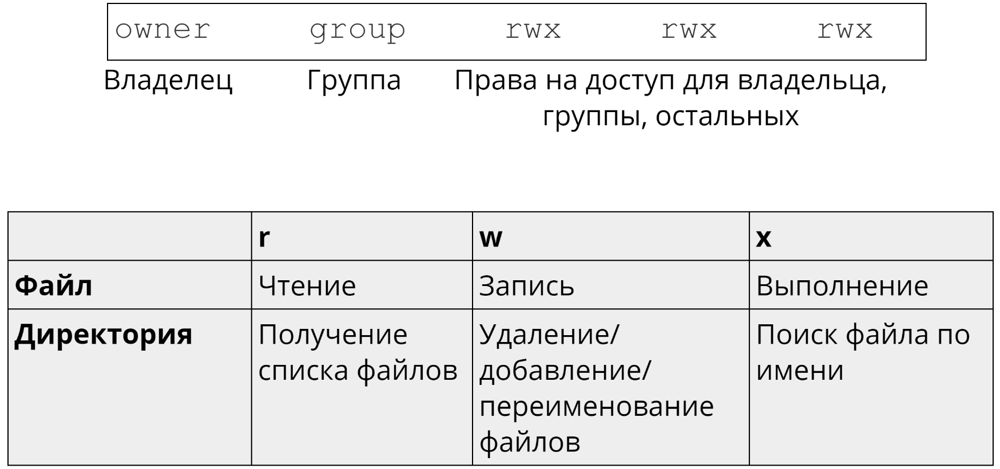 owner group rwx rwx rwx
Владелец Группа Права на доступ для владельца,
группы, остальных
r w x
Файл Чтение Запись Выполнение
Директория Получение Удаление/ Поиск файла по
списка файлов добавление/ имени
переименование
файлов